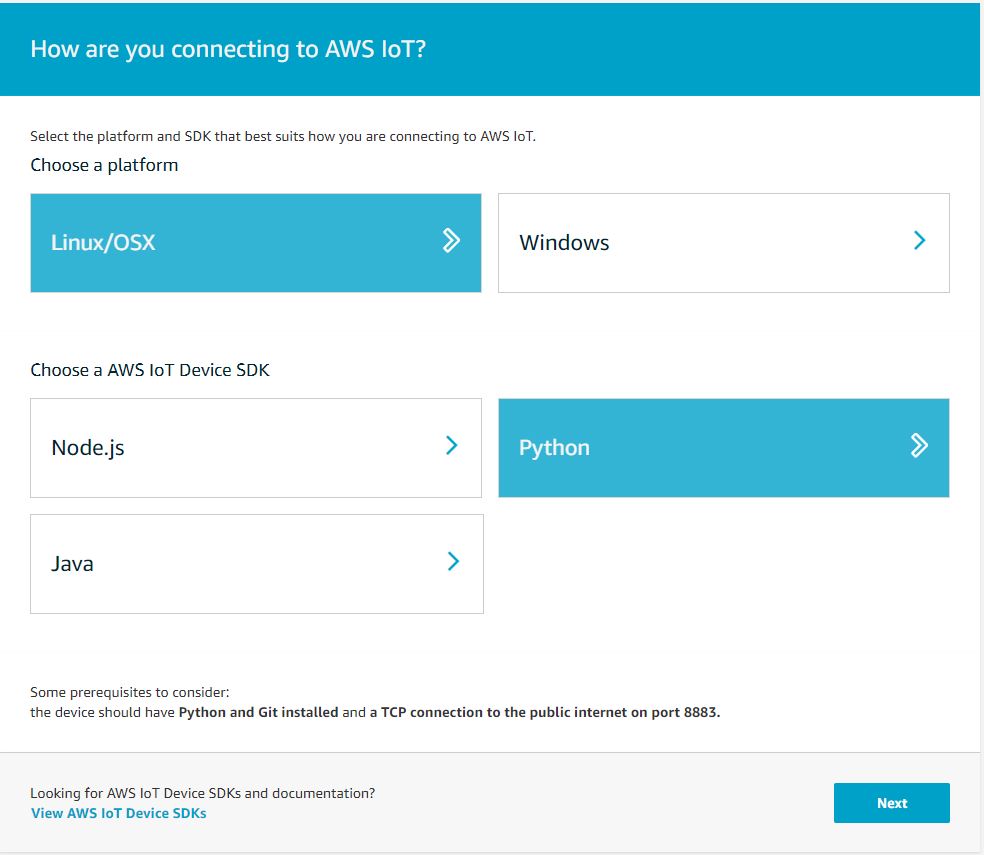 How are you connecting to AWS IoT?
Select the platform and SDK that best suits how you are connecting to AWS IoT.
Choose a platform
Linux/OSX
Windows
Choose a AWS IoT Device SDK
Node.js
Python
Java
Some prerequisites to consider:
the device should have Python and Git installed and a TCP connection to the public internet on port 8883.
Looking for AWS IoT Device SDKs and documentation?
View AWS IoT Device SDKs
Next